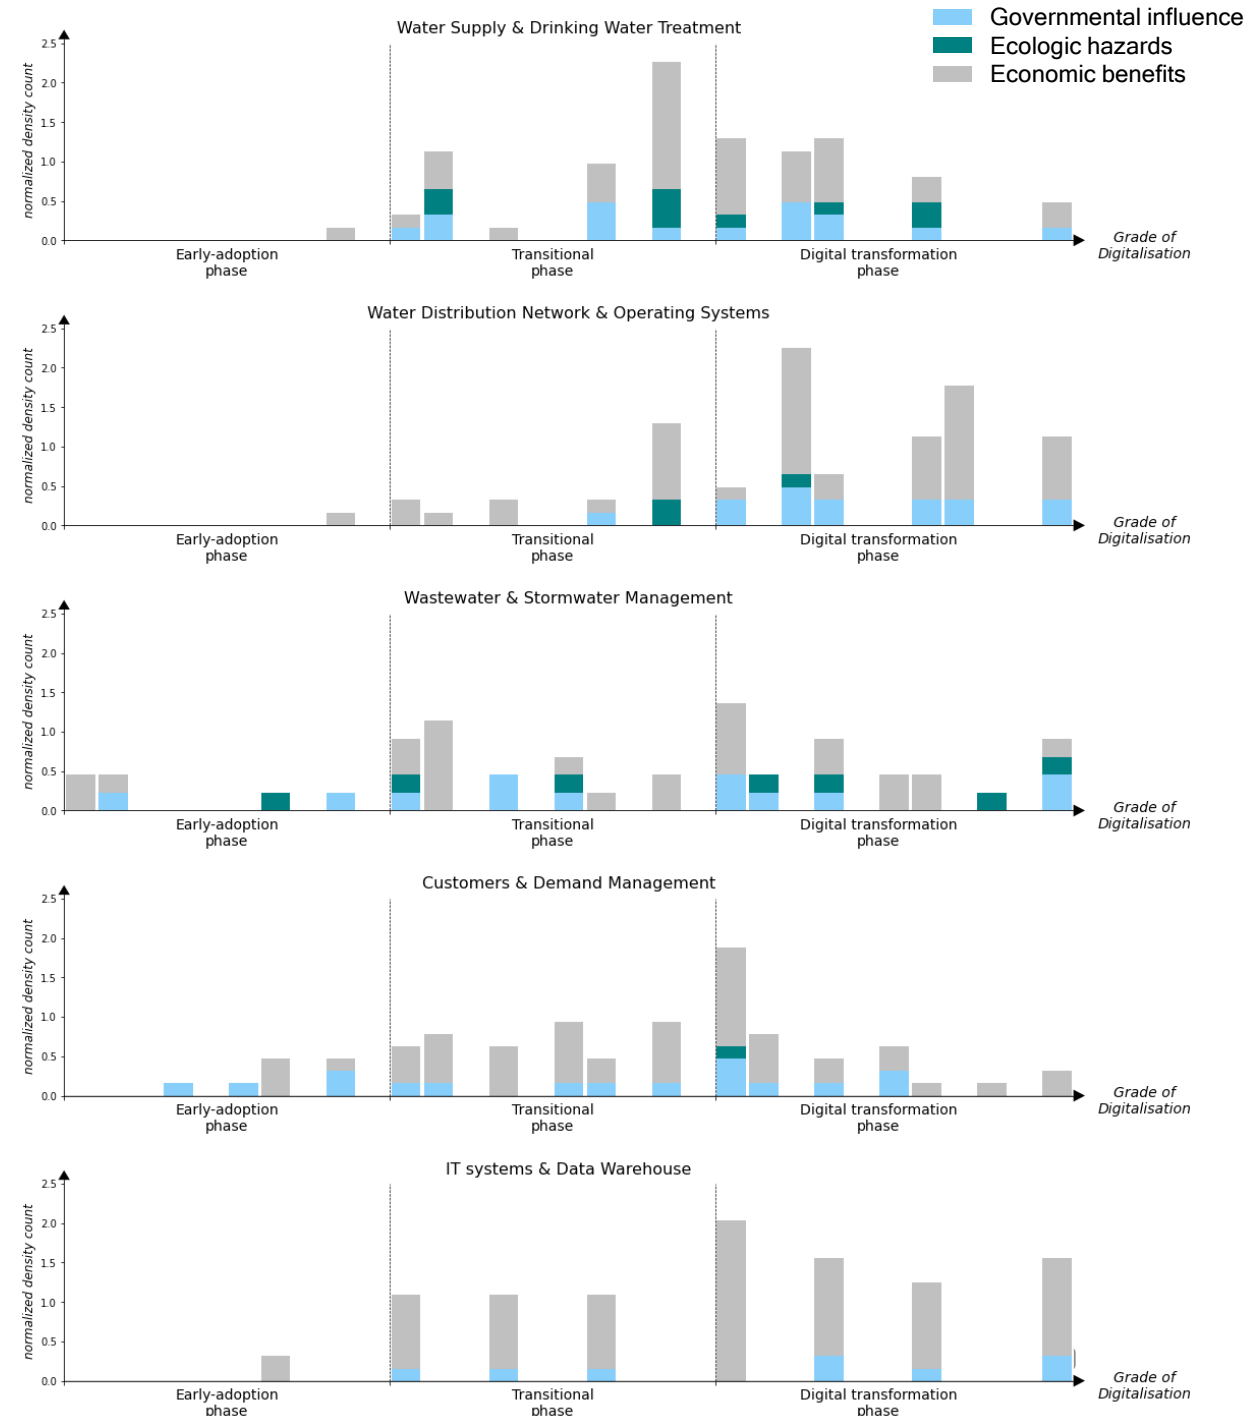 Governmental influence
Ecologic hazards
Economic benefits
Water Supply & Drinking Water Treatment
normalized density count
2.5
2.0
1.5
1.0
0.5
0.0
Early-adoption
phase
Transitional
phase
Digital transformation
phase
Grade of
Digitalisation
Water Distribution Network & Operating Systems
normalized density count
2.5
2.0
1.5
1.0
0.5
0.0
Early-adoption
phase
Transitional
phase
Digital transformation
phase
Grade of
Digitalisation
Wastewater & Stormwater Management
normalized density count
2.5
2.0
1.5
1.0
0.5
0.0
Early-adoption
phase
Transitional
phase
Digital transformation
phase
Grade of
Digitalisation
Customers & Demand Management
normalized density count
2.5
2.0
1.5
1.0
0.5
0.0
Early-adoption
phase
Transitional
phase
Digital transformation
phase
Grade of
Digitalisation
IT systems & Data Warehouse
normalized density count
2.5
2.0
1.5
1.0
0.5
0.0
Early-adoption
phase
Transitional
phase
Digital transformation
phase
Grade of
Digitalisation